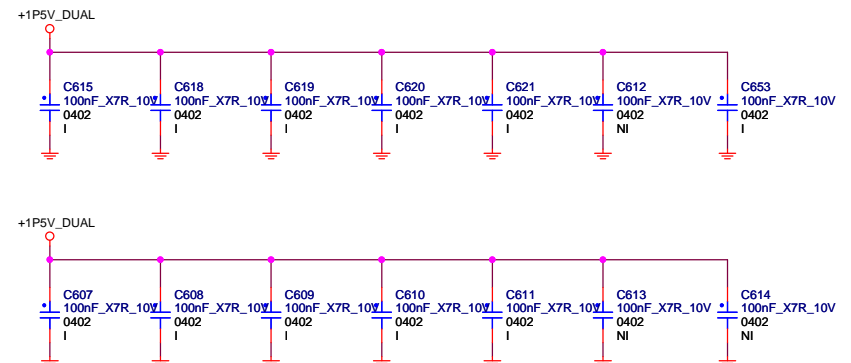 +1P5V_DUAL
C615 C618 C619 C620 C621 C612 C653
100nF_X7R_10V 100nF_X7R_10V 100nF_X7R_10V 100nF_X7R_10V 100nF_X7R_10V 100nF_X7R_10V 100nF_X7R_10V
0402 0402 0402 0402 0402 0402 0402
I I I I I NI I
+1P5V_DUAL
C607 C608 C609 C610 C611 C613 C614
100nF_X7R_10V 100nF_X7R_10V 100nF_X7R_10V 100nF_X7R_10V 100nF_X7R_10V 100nF_X7R_10V 100nF_X7R_10V
0402 0402 0402 0402 0402 0402 0402
I I I I I NI NI